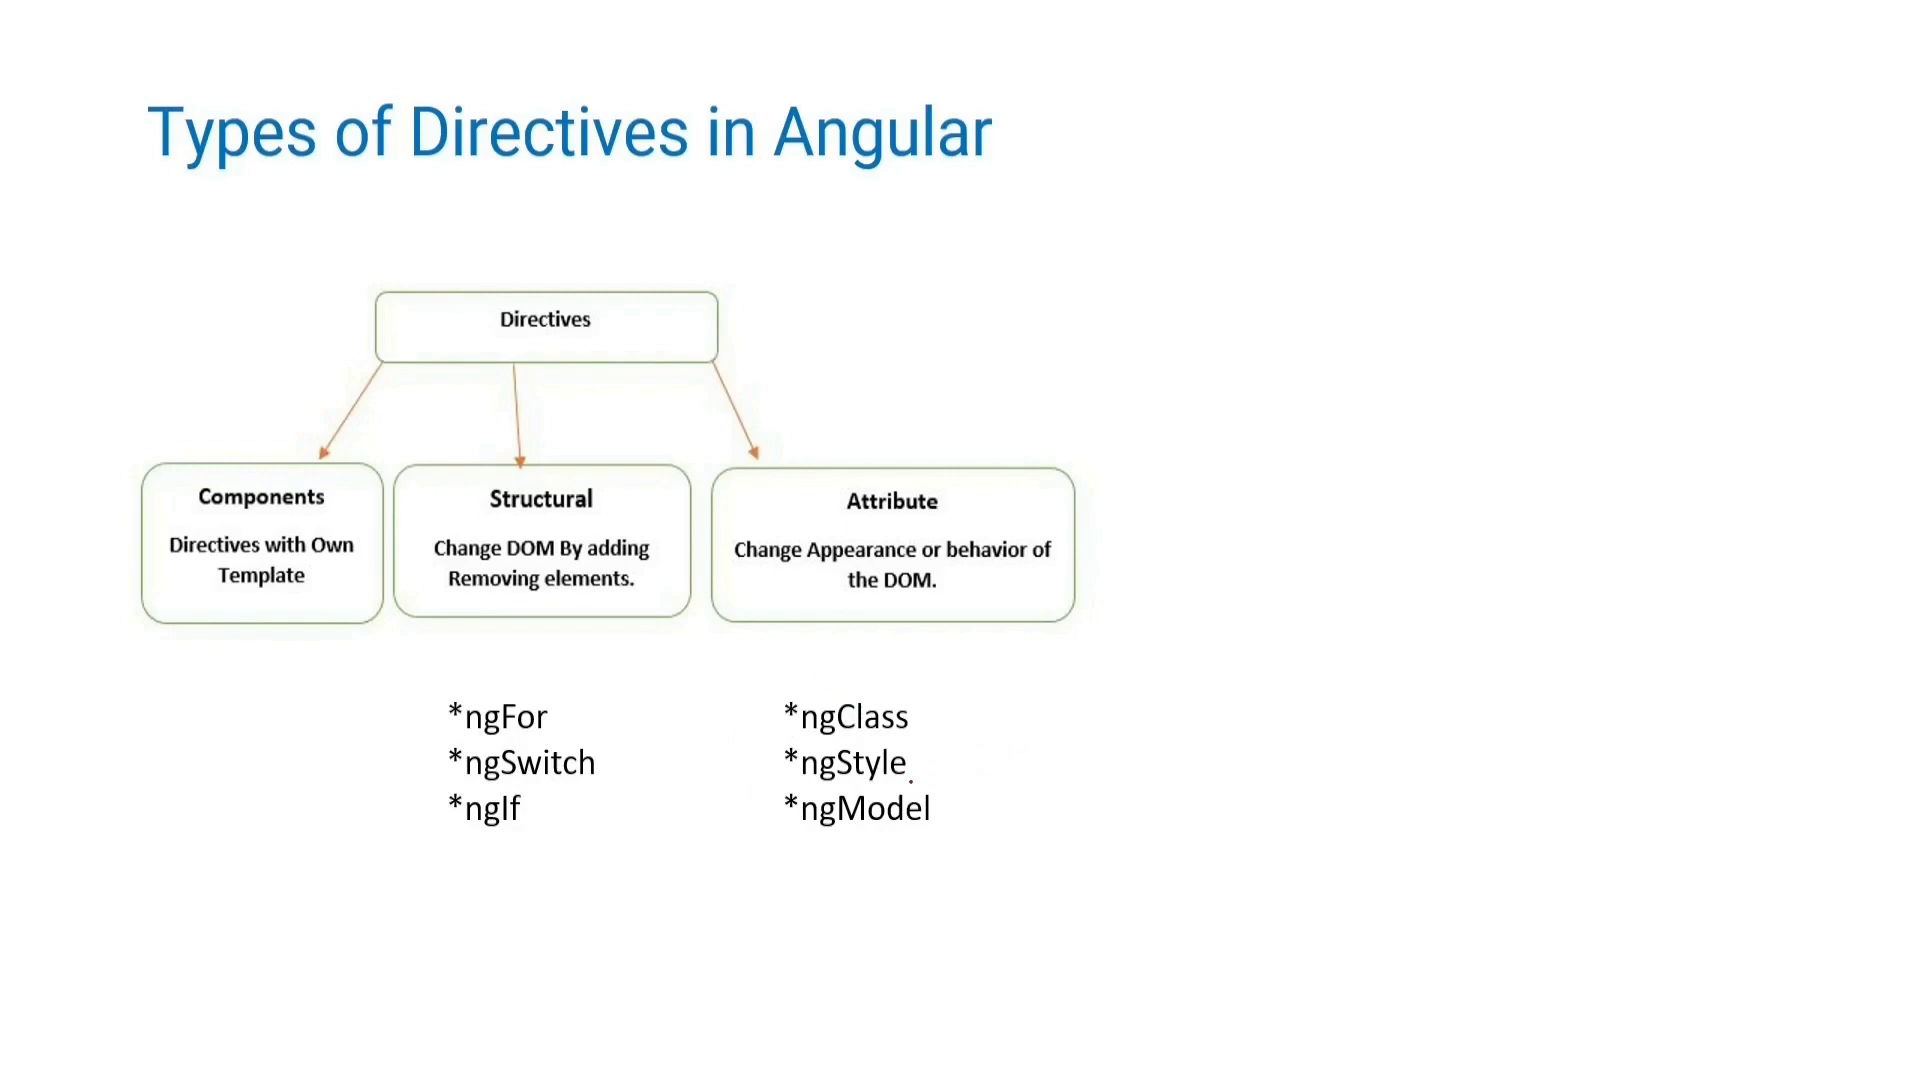 Types of Directives in Angular
Directives
Components
Directives with Own
Template
Structural
Change DOM By adding
Removing elements.
Attribute
Change Appearance or behavior of
the DOM.
*ngFor
*ngSwitch
*ngIf
*ngClass
*ngStyle
*ngModel